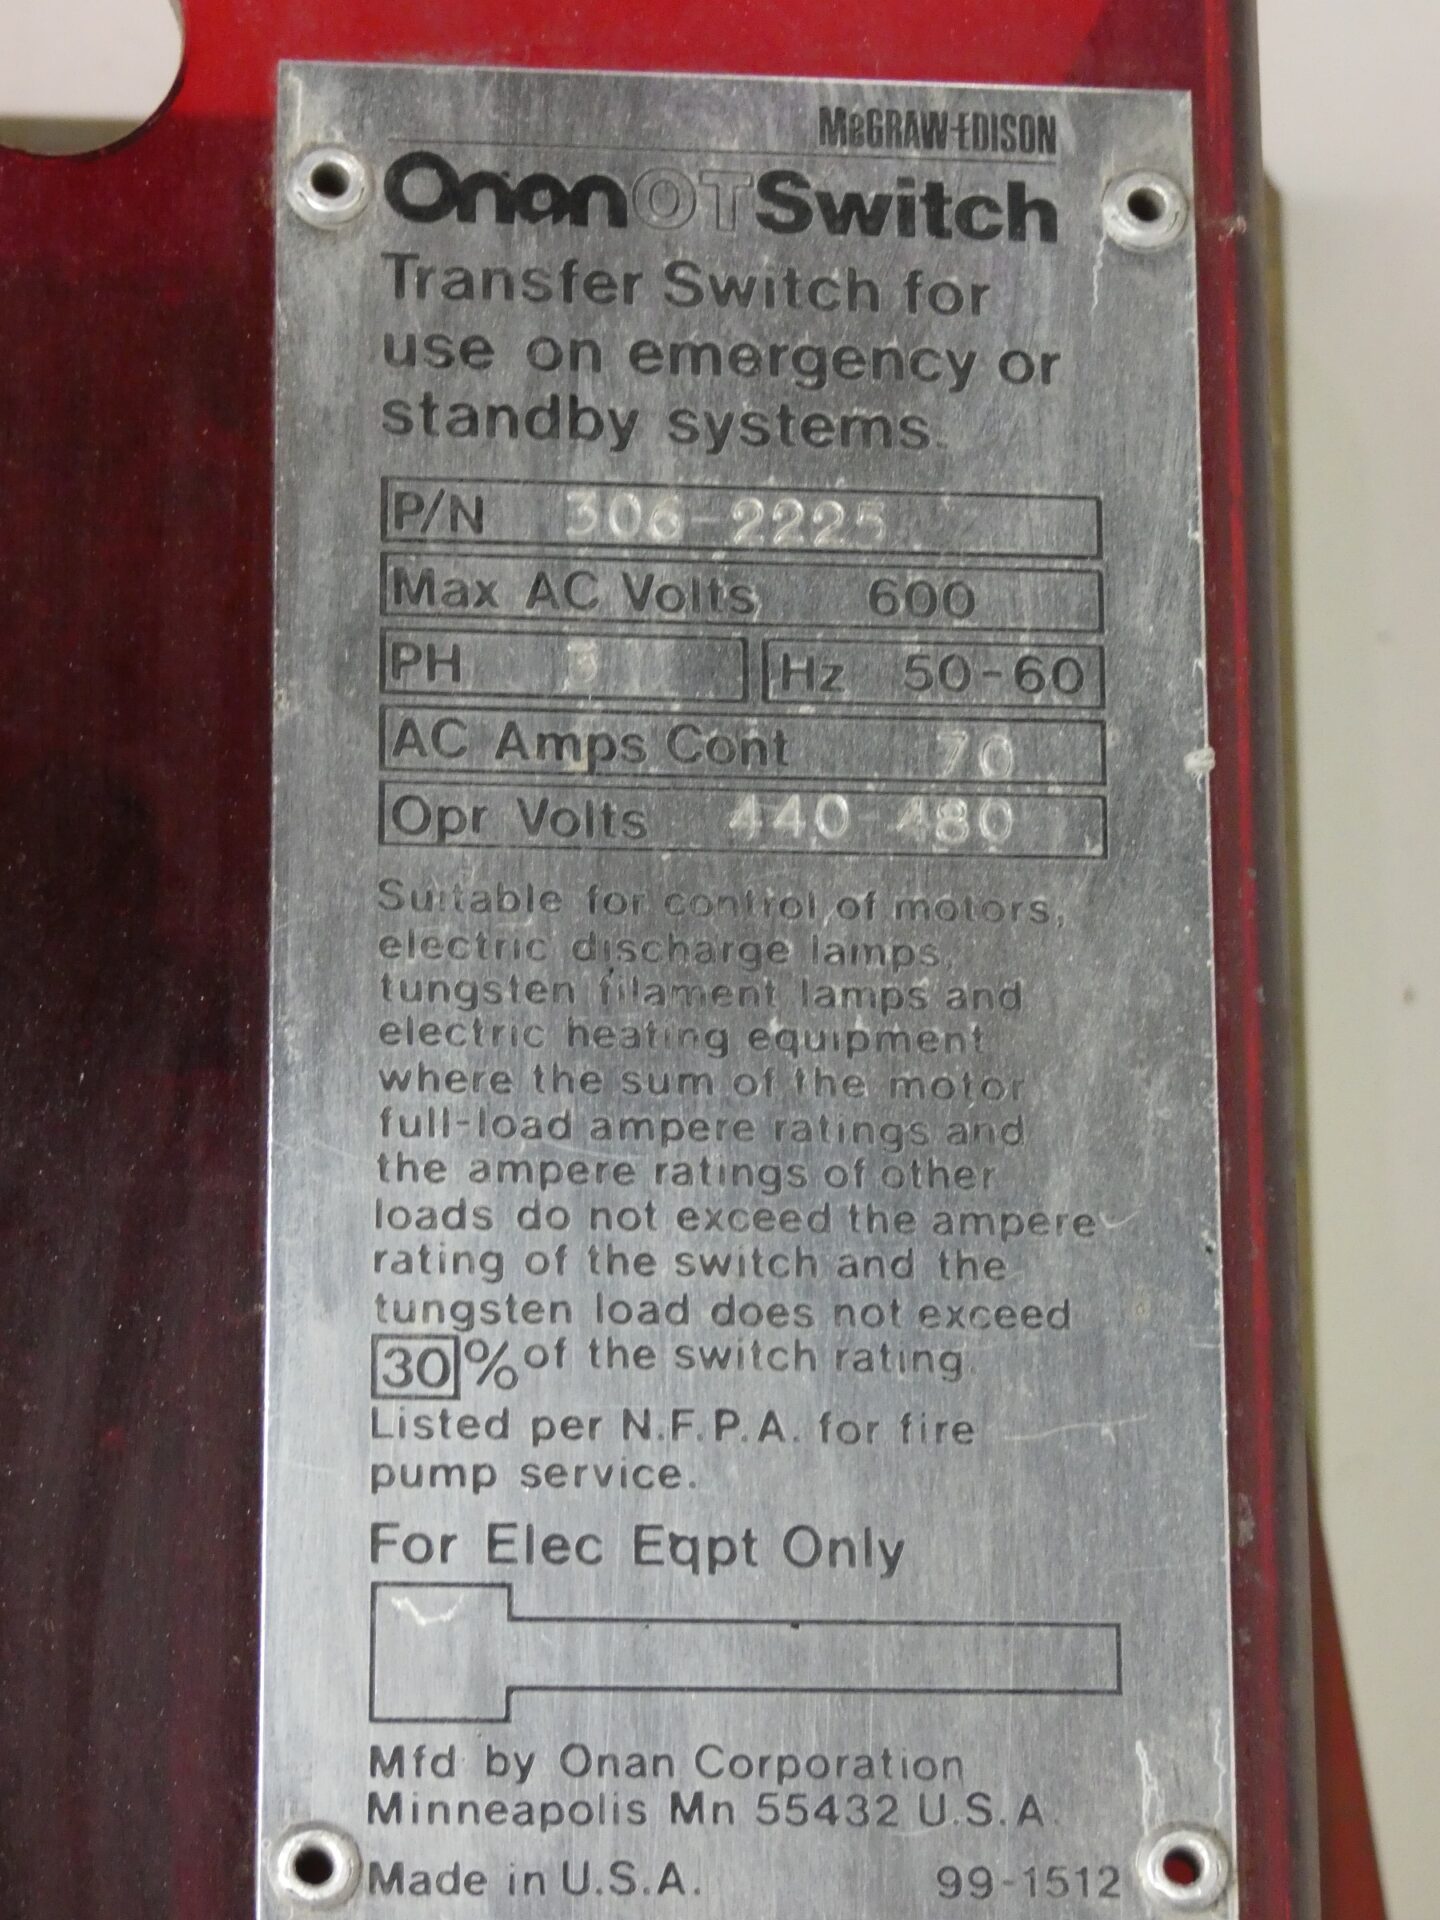 McGRAW-EDISON
Onan OT Switch
Transfer Switch for
use on emergency or
standby systems.
P/N 306-2225
Max AC Volts 600
PH 3 Hz 50-60
AC Amps Cont 70
Opr Volts 440-480
Suitable for control of motors,
electric discharge lamps,
tungsten filament lamps and
electric heating equipment
where the sum of the motor
full-load ampere ratings and
the ampere ratings of other
loads do not exceed the ampere
rating of the switch and the
tungsten load does not exceed
30% of the switch rating.
Listed per N.F.P.A. for fire
pump service.
For Elec Eqpt Only
Mfd by Onan Corporation
Minneapolis Mn 55432 U.S.A.
Made in U.S.A. 99-1512